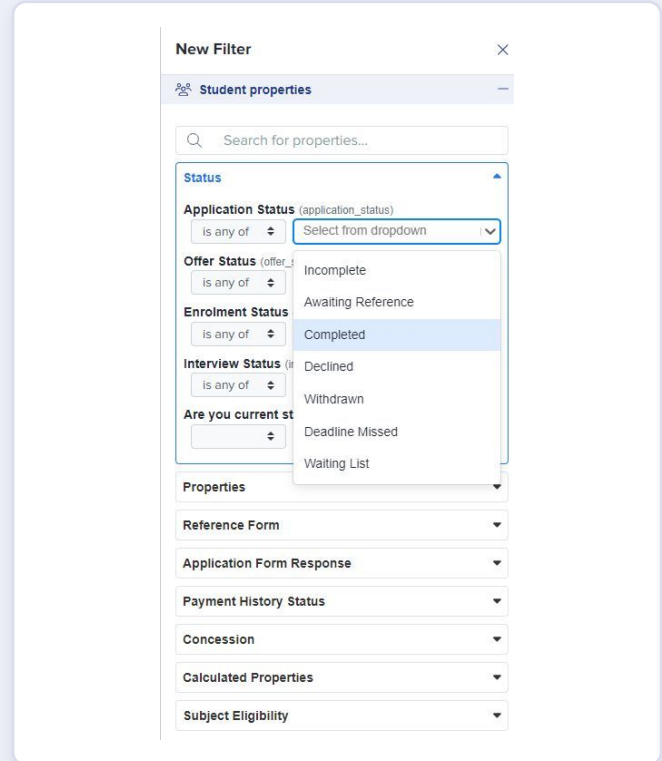 New Filter
Student properties
Search for properties...
Status
Application Status (application_status)
is any of Select from dropdown
Offer Status
is any of
Enrolment Status
is any of
Interview Status
is any of
Are you current
Incomplete
Awaiting Reference
Completed
Declined
Withdrawn
Deadline Missed
Waiting List
Properties
Reference Form
Application Form Response
Payment History Status
Concession
Calculated Properties
Subject Eligibility